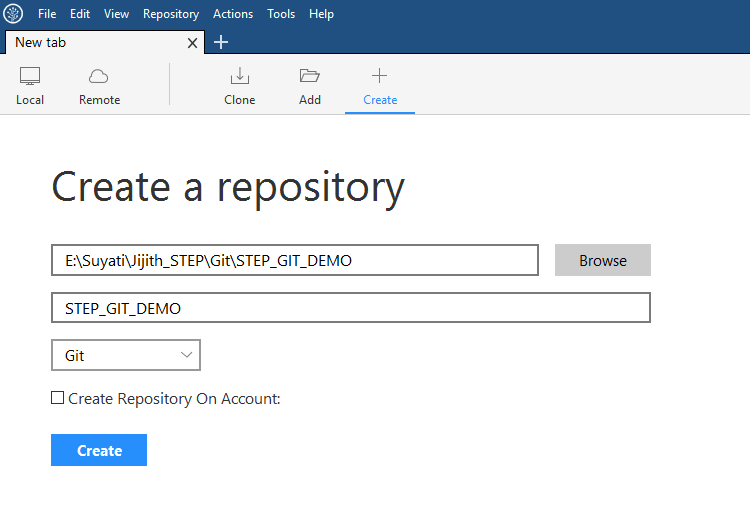 File Edit View Repository Actions Tools Help
New tab
Local Remote Clone Add Create
Create a repository
E:\Suyati\Jijith_STEP\Git\STEP_GIT_DEMO Browse
STEP_GIT_DEMO
Git
Create Repository On Account:
Create